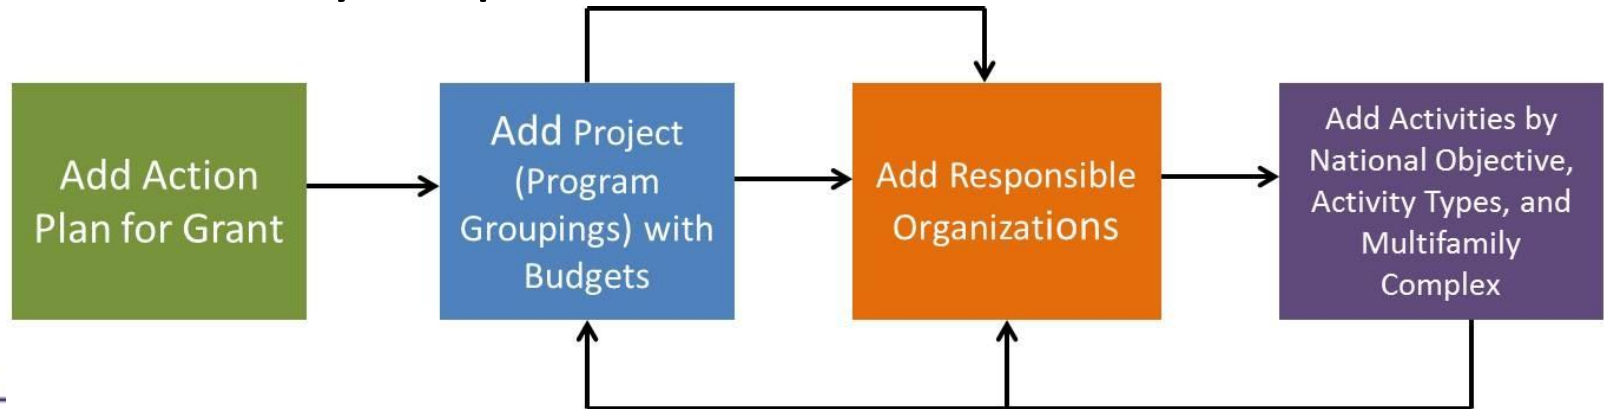 Add Action
Plan for Grant
Add Project
(Program
Groupings) with
Budgets
Add Responsible
Organizations
Add Activities by
National Objective,
Activity Types, and
Multifamily
Complex